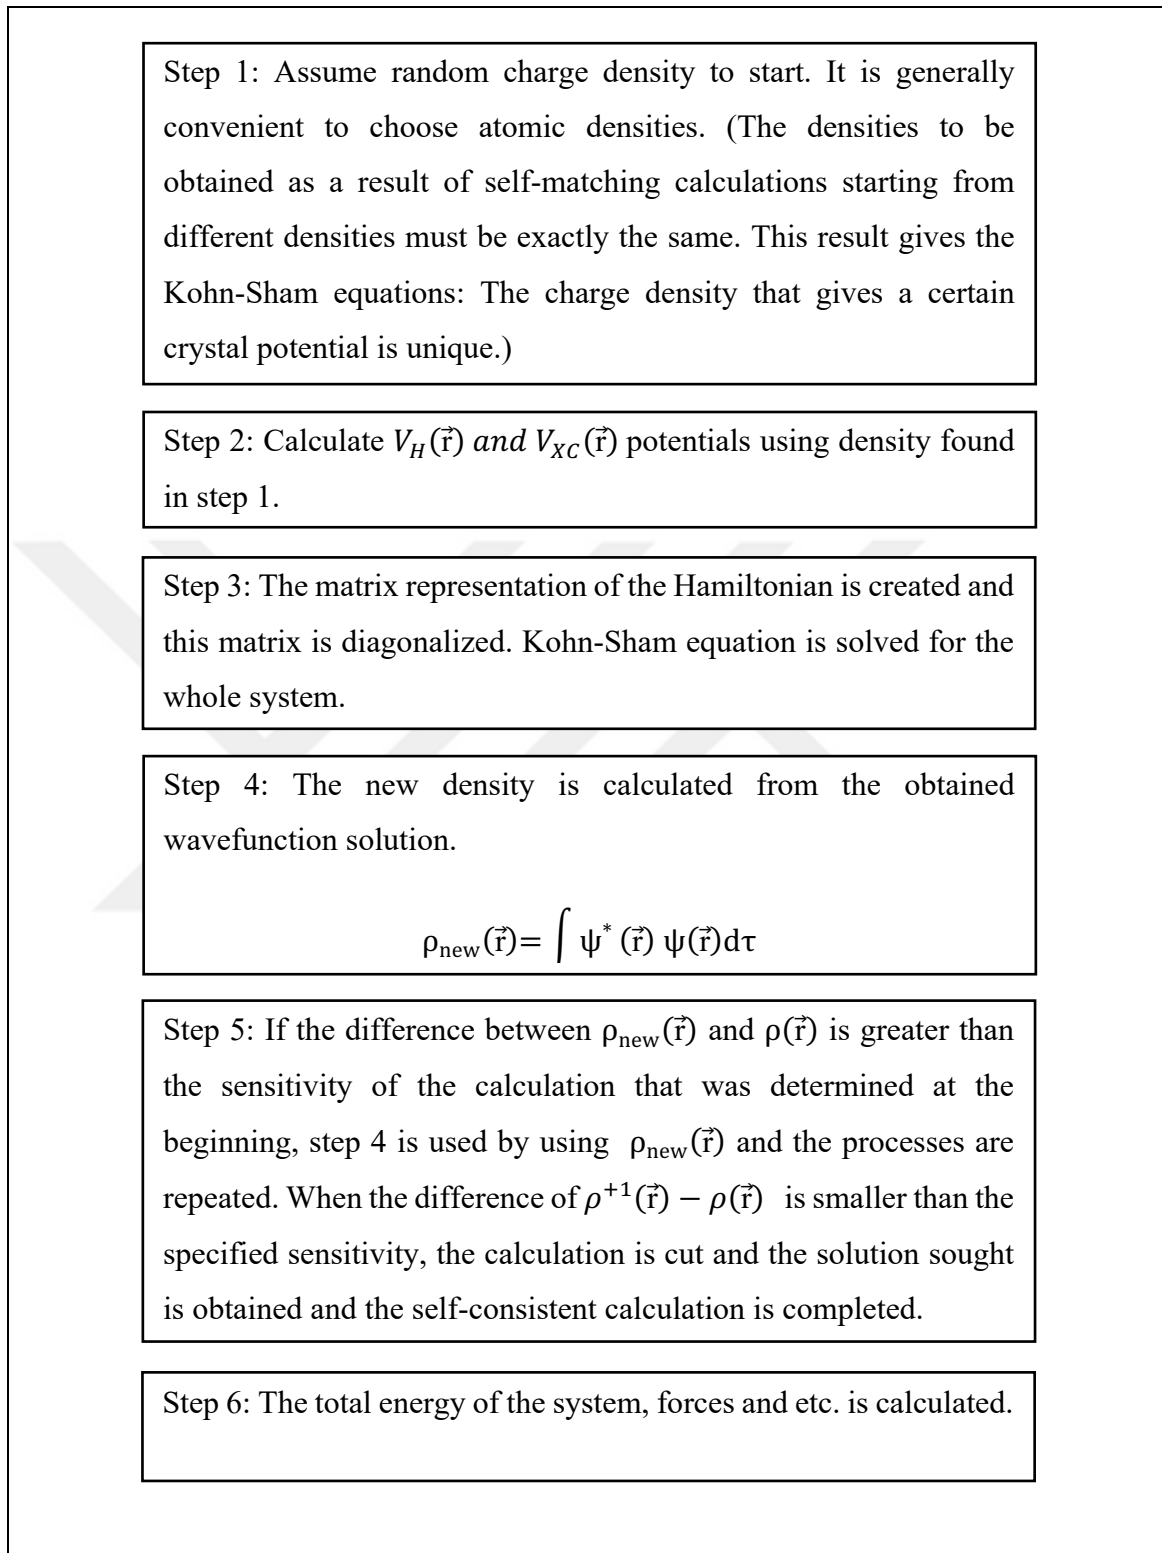 Step 1: Assume random charge density to start. It is generally
convenient to choose atomic densities. (The densities to be
obtained as a result of self-matching calculations starting from
different densities must be exactly the same. This result gives the
Kohn-Sham equations: The charge density that gives a certain
crystal potential is unique.)
Step 2: Calculate V_H(r⃗) and V_XC(r⃗) potentials using density found
in step 1.
Step 3: The matrix representation of the Hamiltonian is created and
this matrix is diagonalized. Kohn-Sham equation is solved for the
whole system.
Step 4: The new density is calculated from the obtained
wavefunction solution.
ρ_new(r⃗)= ∫ ψ* (r⃗) ψ(r⃗)dτ
Step 5: If the difference between ρ_new(r⃗) and ρ(r⃗) is greater than
the sensitivity of the calculation that was determined at the
beginning, step 4 is used by using ρ_new(r⃗) and the processes are
repeated. When the difference of ρ⁺¹(r⃗) − ρ(r⃗) is smaller than the
specified sensitivity, the calculation is cut and the solution sought
is obtained and the self-consistent calculation is completed.
Step 6: The total energy of the system, forces and etc. is calculated.